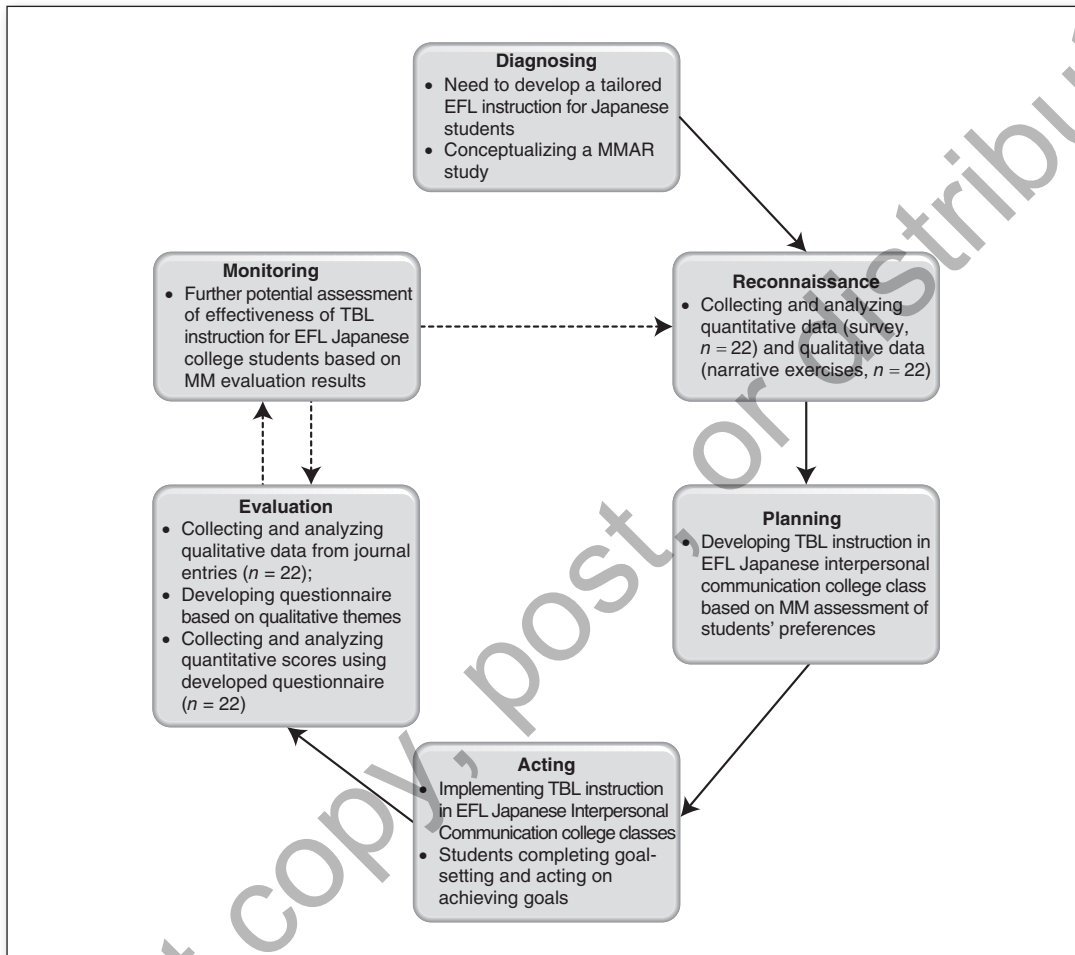 Diagnosing
• Need to develop a tailored
EFL instruction for Japanese
students
• Conceptualizing a MMAR
study
Monitoring
• Further potential assessment
of effectiveness of TBL
instruction for EFL Japanese
college students based on
MM evaluation results
Reconnaissance
• Collecting and analyzing
quantitative data (survey,
n = 22) and qualitative data
(narrative exercises, n = 22)
Evaluation
• Collecting and analyzing
qualitative data from journal
entries (n = 22);
• Developing questionnaire
based on qualitative themes
• Collecting and analyzing
quantitative scores using
developed questionnaire
(n = 22)
Planning
• Developing TBL instruction in
EFL Japanese interpersonal
communication college class
based on MM assessment of
students’ preferences
Acting
• Implementing TBL instruction
in EFL Japanese Interpersonal
Communication college classes
• Students completing goal-
setting and acting on
achieving goals
copy, post, or